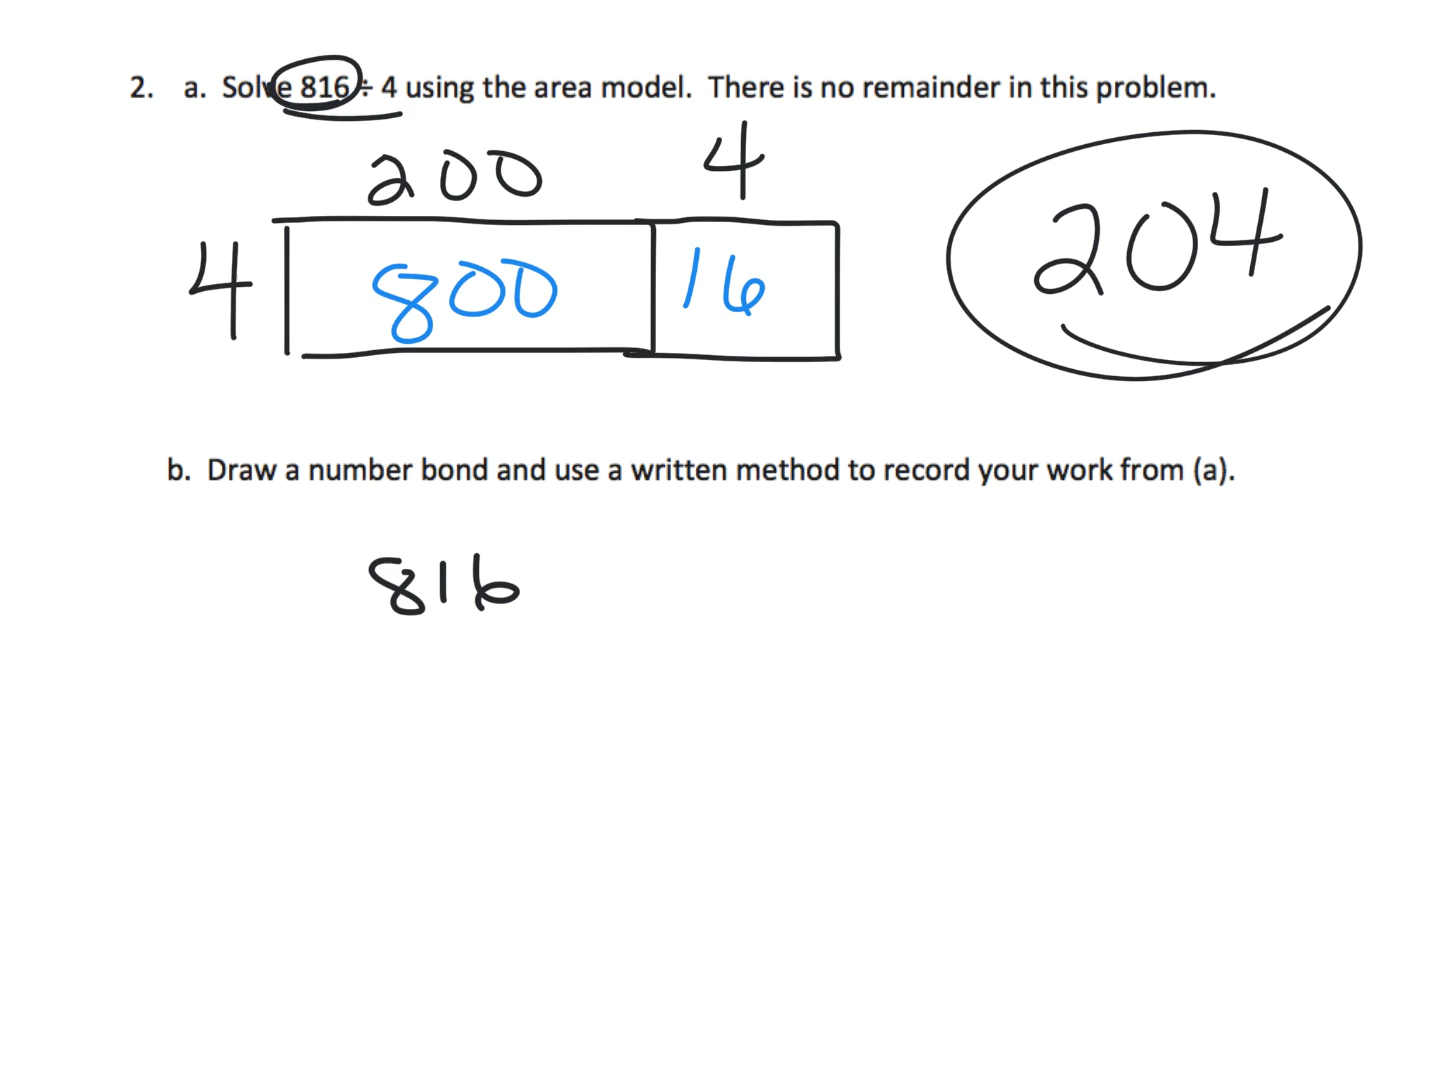 2. a. Solve 816 ÷ 4 using the area model. There is no remainder in this problem.
200 4
4 800 16
204
b. Draw a number bond and use a written method to record your work from (a).
816